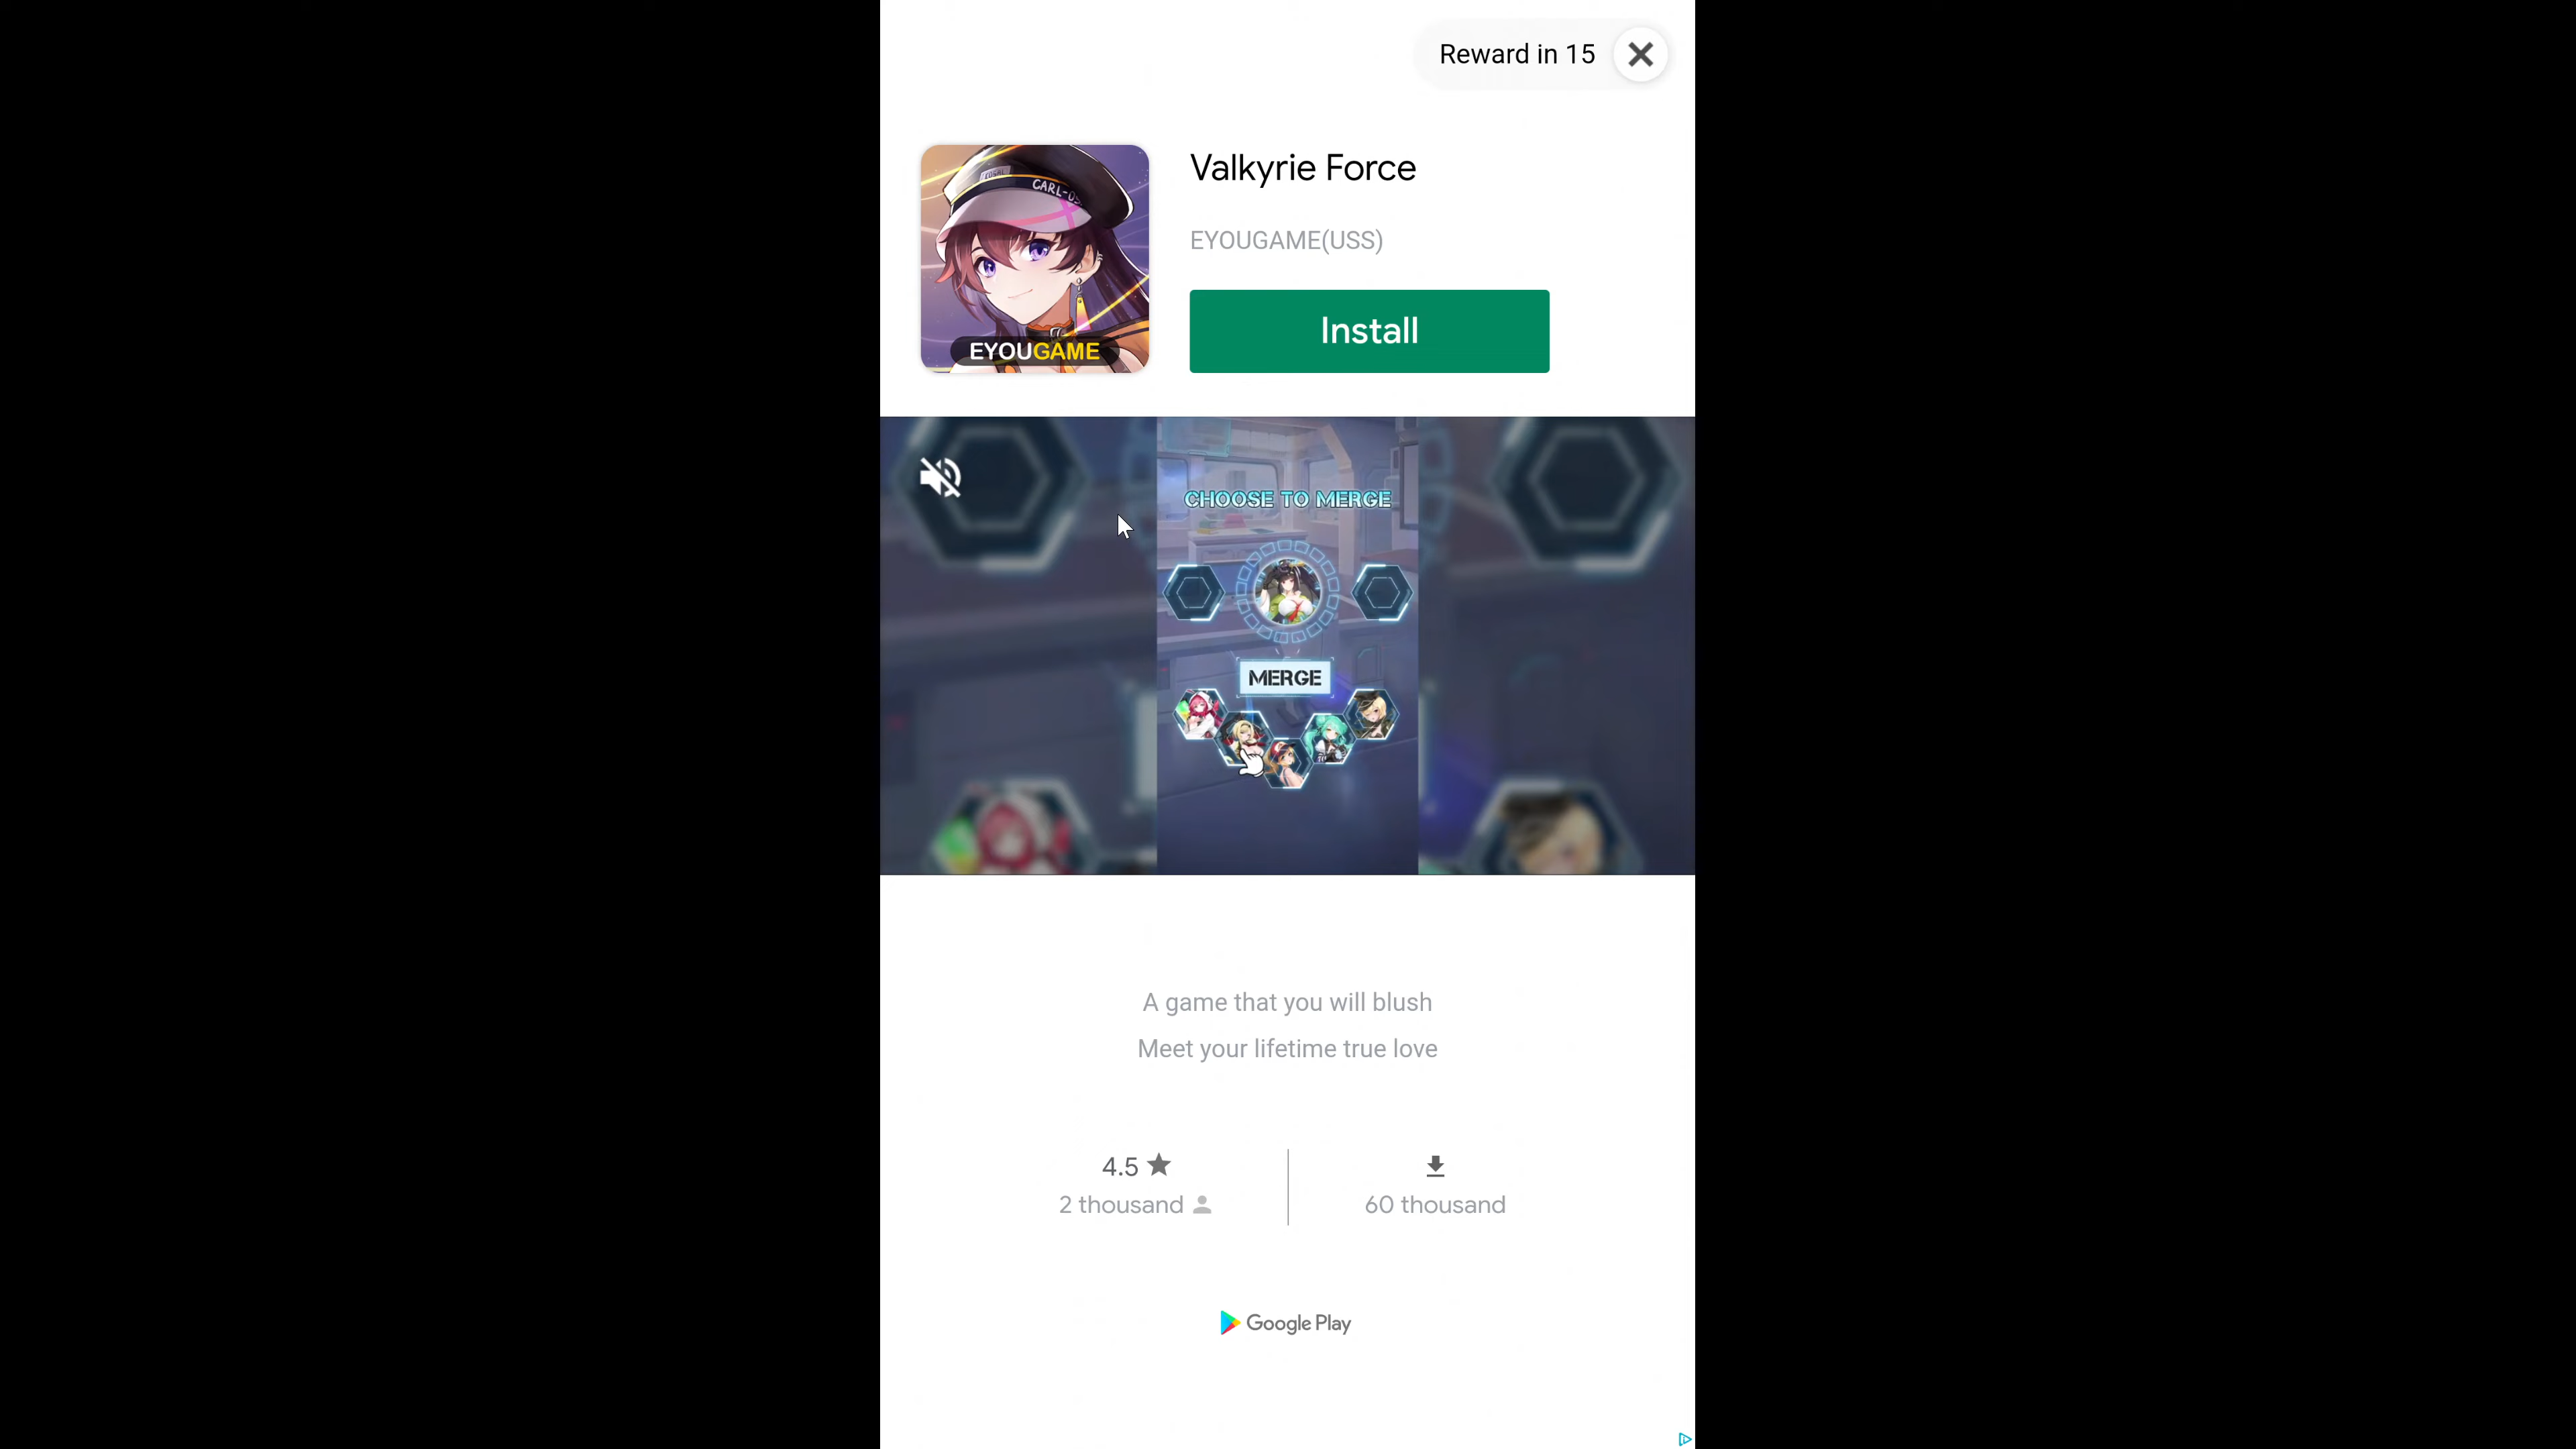 Reward in 15
Valkyrie Force
EYOUGAME(USS)
Install
CARL-
EYOUGAME
CHOOSE TO MERGE
MERGE
A game that you will blush
Meet your lifetime true love
4.5
2 thousand
60 thousand
Google Play